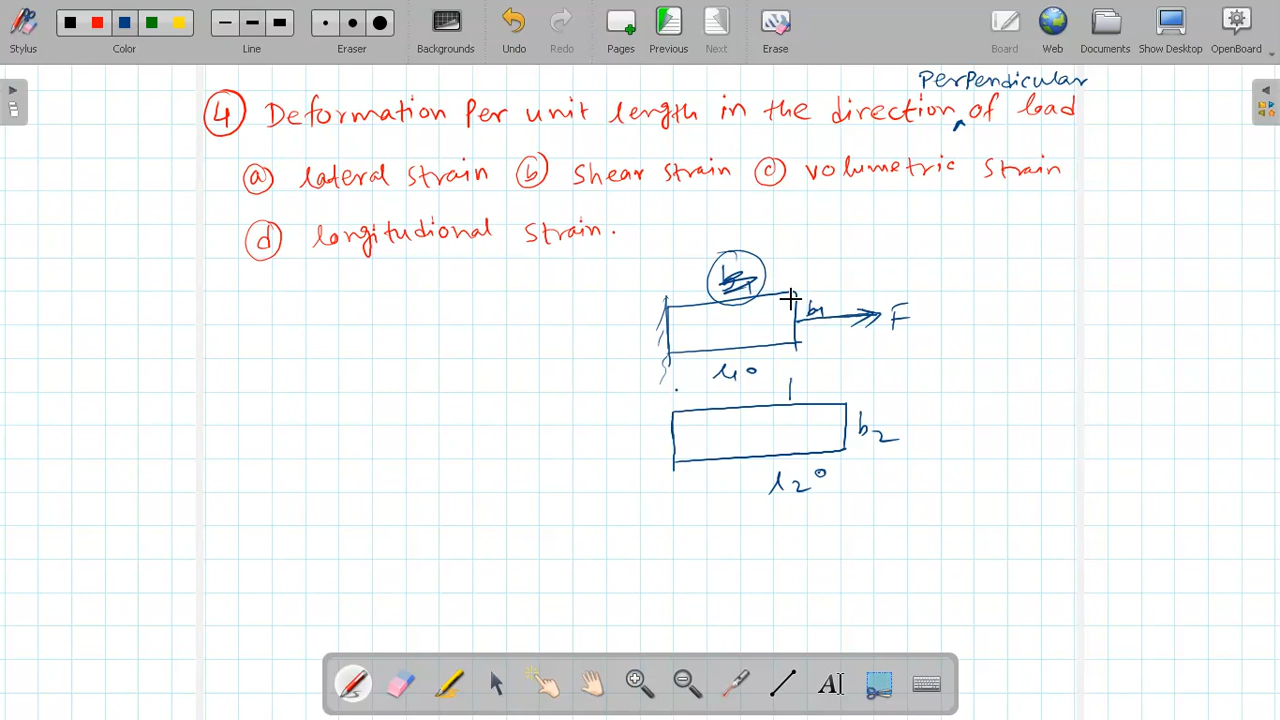 Stylus Color Line Eraser Backgrounds Undo Redo Pages Previous Next Erase Board Web Documents Show Desktop OpenBoard
Perpendicular
4 Deformation Per unit length in the direction ^ of load
a lateral strain b Shear strain c volumetric strain
d longitudional strain.
b1 F
l1
b2
l2